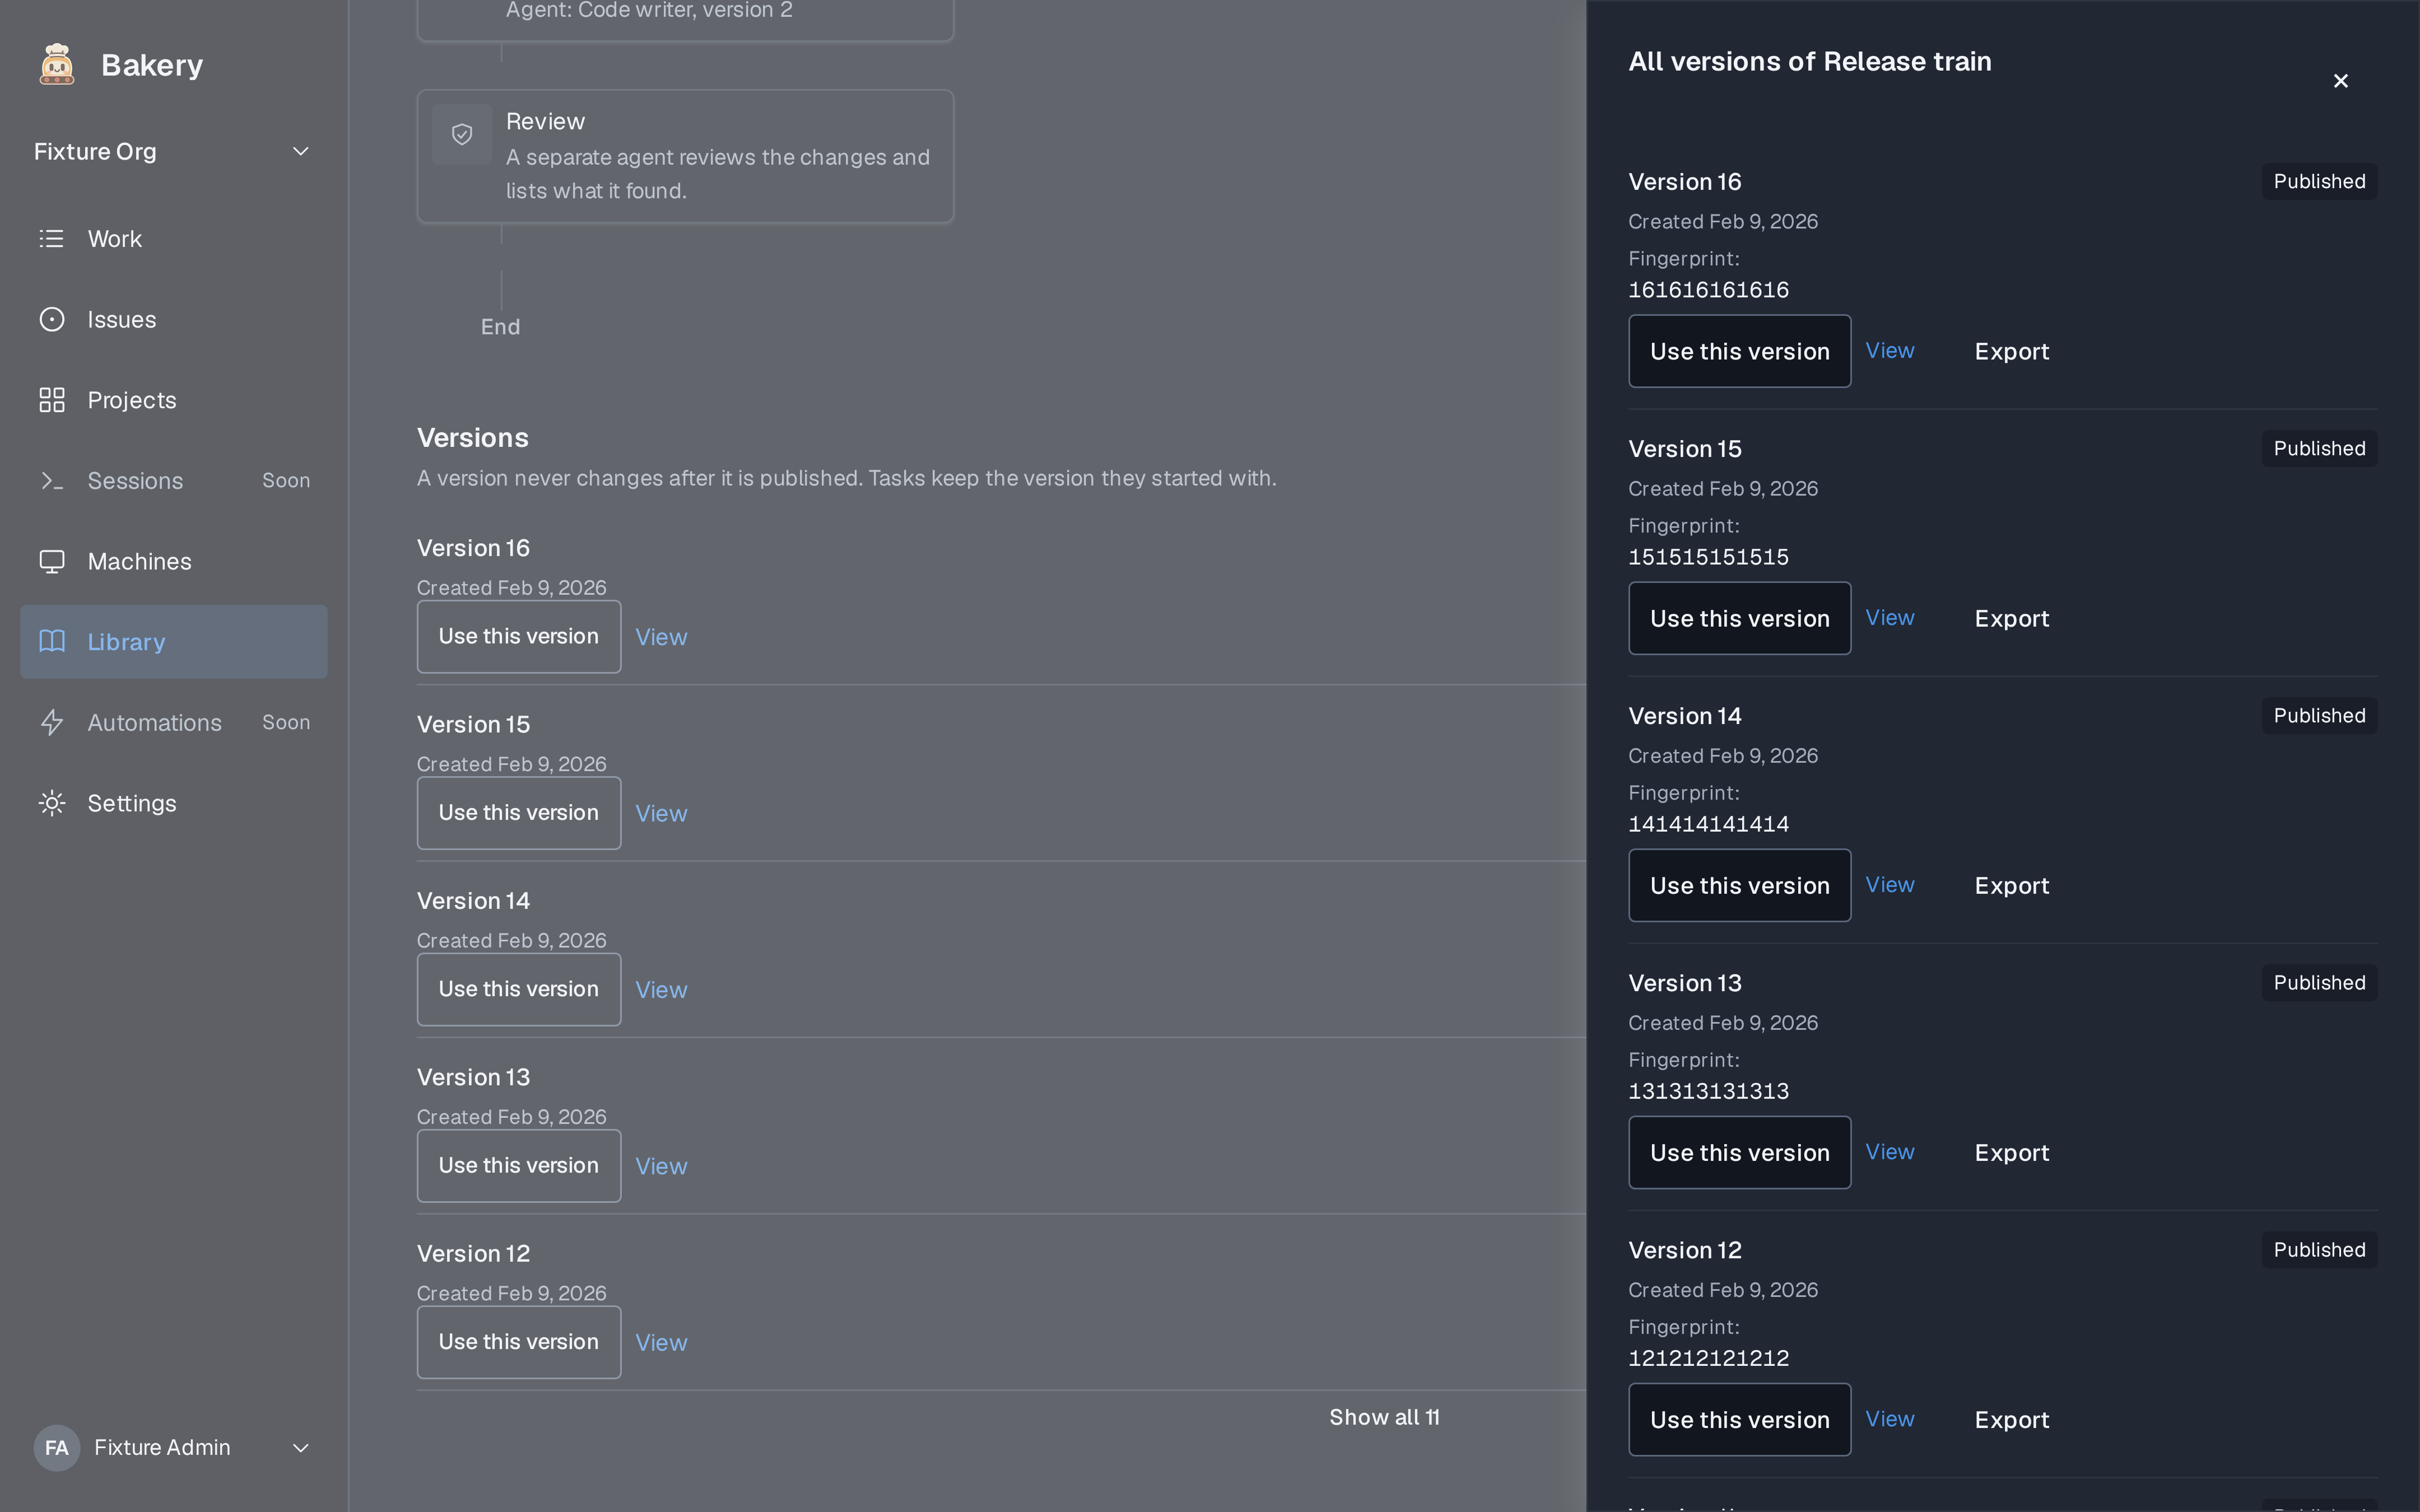 Bakery
Fixture Org
Work
Issues
Projects
Sessions Soon
Machines
Library
Automations Soon
Settings
FA Fixture Admin
Agent: Code writer, version 2
Review
A separate agent reviews the changes and
lists what it found.
End
Versions
A version never changes after it is published. Tasks keep the version they started with.
Version 16
Created Feb 9, 2026
Use this version View
Version 15
Created Feb 9, 2026
Use this version View
Version 14
Created Feb 9, 2026
Use this version View
Version 13
Created Feb 9, 2026
Use this version View
Version 12
Created Feb 9, 2026
Use this version View
Show all 11
All versions of Release train
Version 16 Published
Created Feb 9, 2026
Fingerprint:
161616161616
Use this version View Export
Version 15 Published
Created Feb 9, 2026
Fingerprint:
151515151515
Use this version View Export
Version 14 Published
Created Feb 9, 2026
Fingerprint:
141414141414
Use this version View Export
Version 13 Published
Created Feb 9, 2026
Fingerprint:
131313131313
Use this version View Export
Version 12 Published
Created Feb 9, 2026
Fingerprint:
121212121212
Use this version View Export